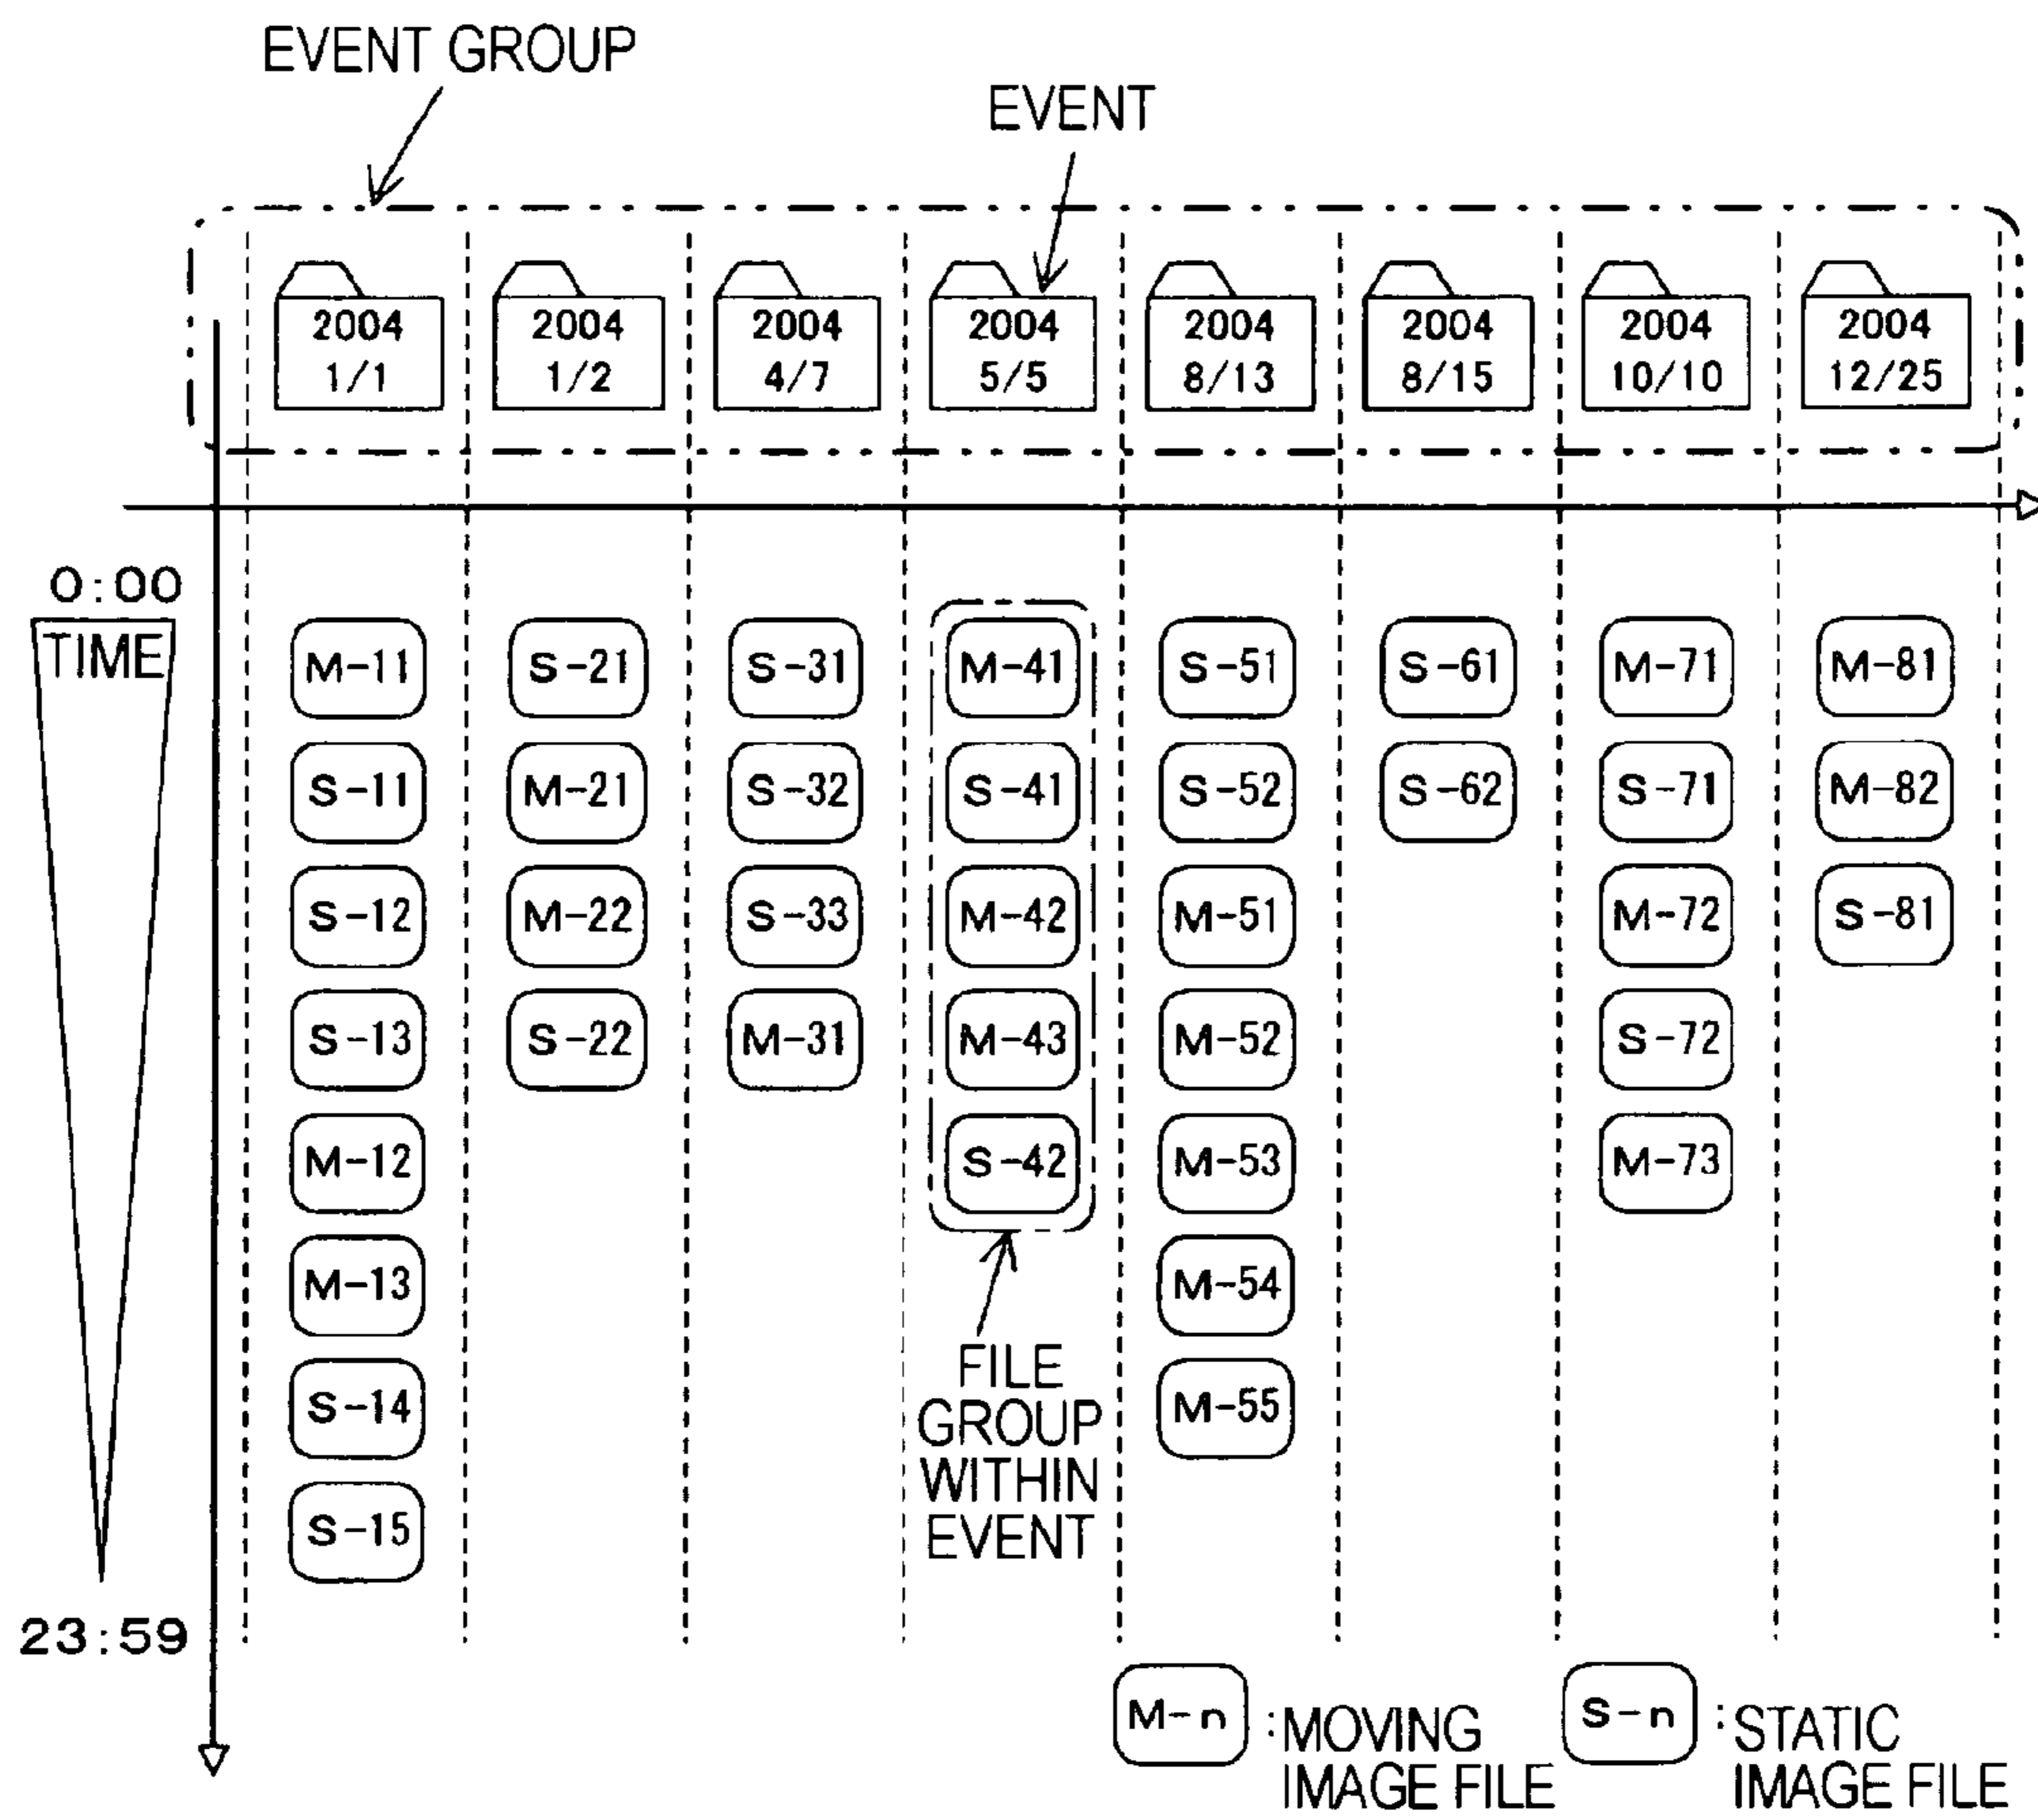 EVENT GROUP
EVENT
2004 2004 2004 2004 2004 2004 2004 2004
1/1 1/2 4/7 5/5 8/13 8/15 10/10 12/25
0:00
TIME
M-11 S-21 S-31 M-41 S-51 S-61 M-71 M-81
S-11 M-21 S-32 S-41 S-52 S-62 S-71 M-82
S-12 M-22 S-33 M-42 M-51 M-72 S-81
S-13 S-22 M-31 M-43 M-52 S-72
M-12 S-42 M-53 M-73
M-13 M-54
FILE
GROUP
WITHIN
EVENT
S-14 M-55
S-15
23:59
M-n :MOVING
IMAGE FILE
S-n :STATIC
IMAGE FILE